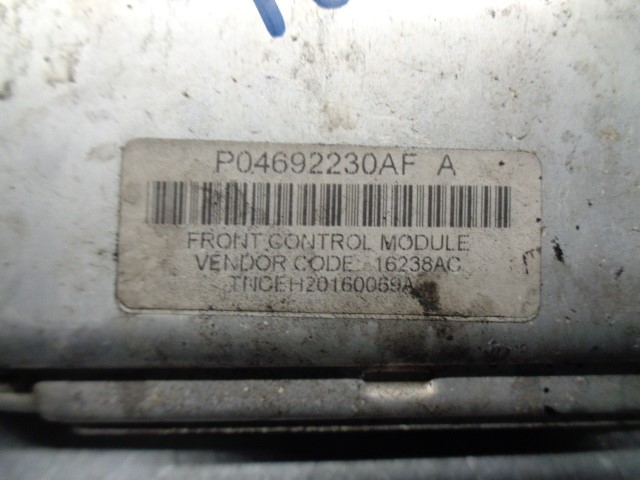 P04692230AF A
FRONT CONTROL MODULE
VENDOR CODE: 16238AC
TNCEH20160069A